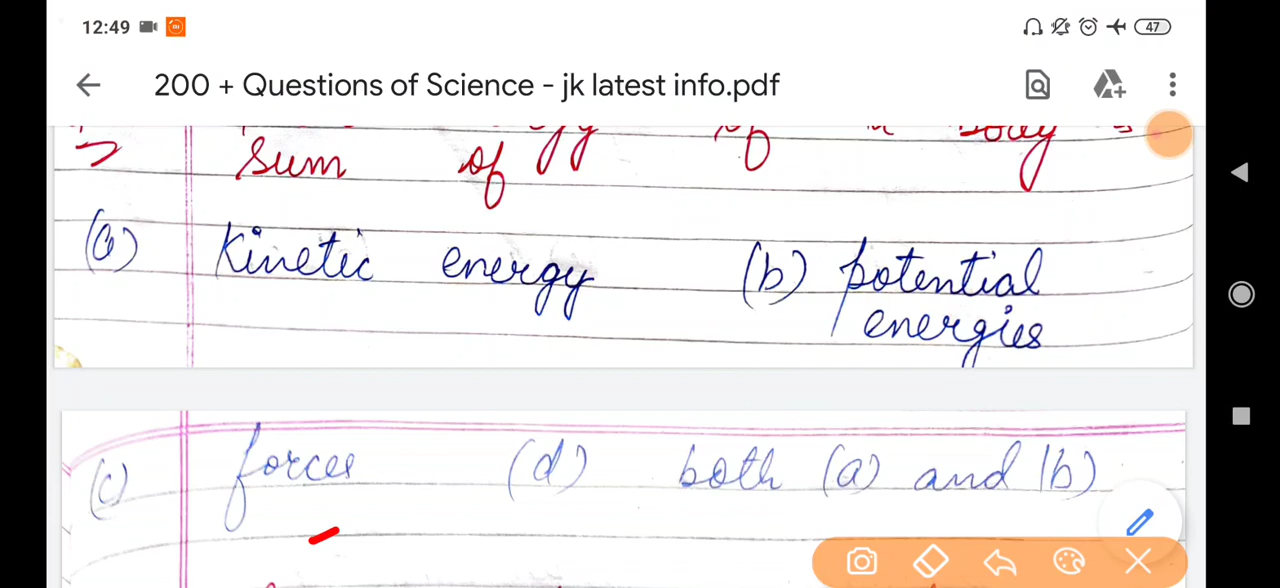 12:49
47
200 + Questions of Science - jk latest info.pdf
body
sum of
(a) Kinetic energy (b) potential
energies
(c) forces (d) both (a) and (b)